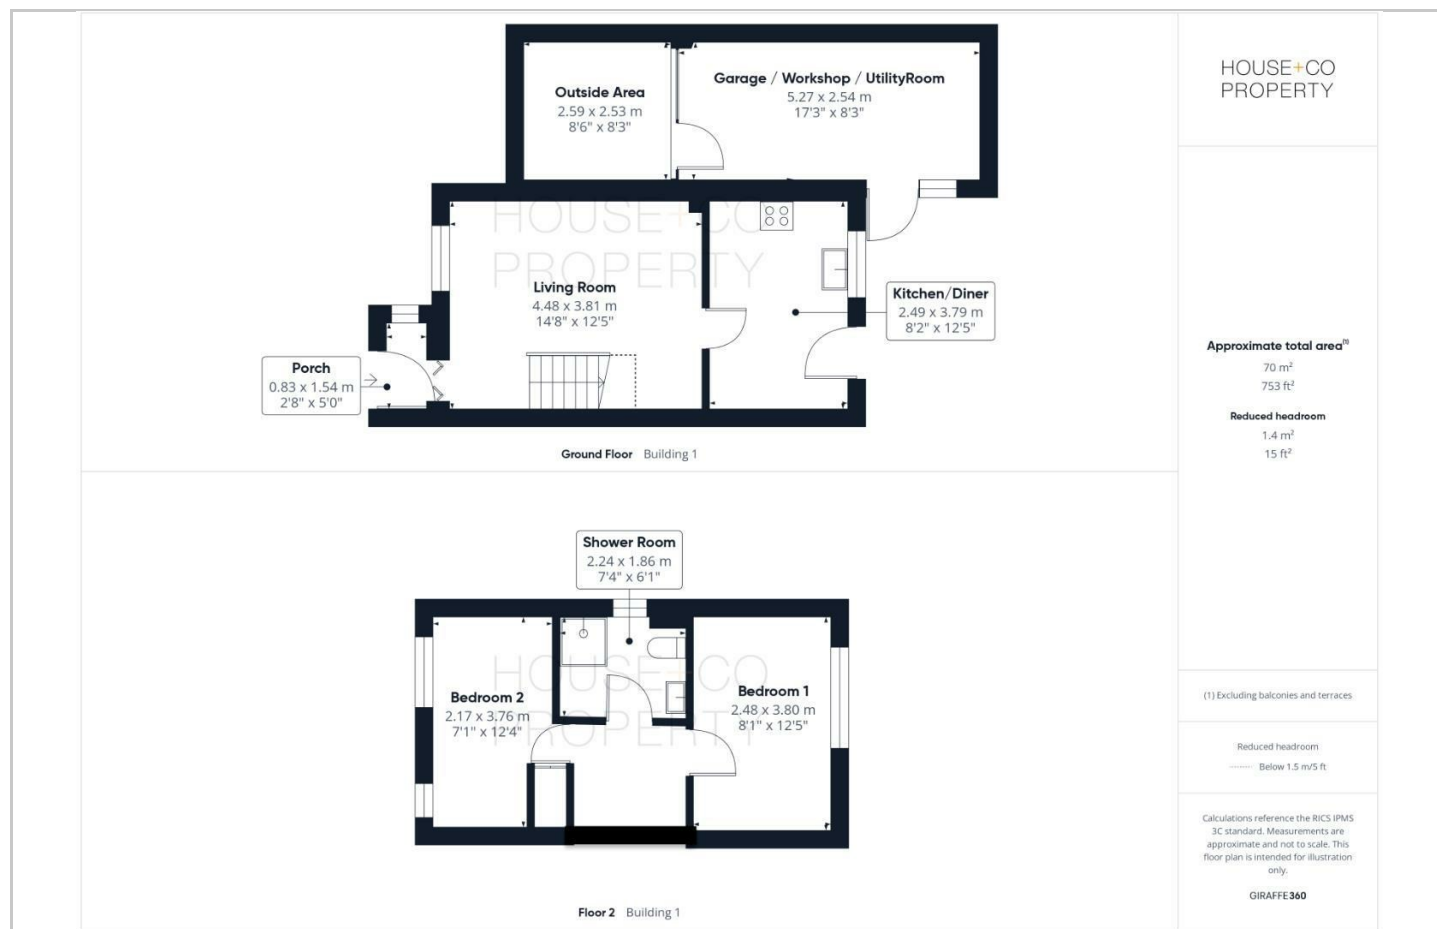 Outside Area
2.59 x 2.53 m
8'6" x 8'3"
Garage / Workshop / UtilityRoom
5.27 x 2.54 m
17'3" x 8'3"
HOUSE+CO
PROPERTY
Living Room
4.48 x 3.81 m
14'8" x 12'5"
Kitchen/Diner
2.49 x 3.79 m
8'2" x 12'5"
Porch
0.83 x 1.54 m
2'8" x 5'0"
Ground Floor Building 1
Shower Room
2.24 x 1.86 m
7'4" x 6'1"
HOUSE+CO
PROPERTY
Bedroom 2
2.17 x 3.76 m
7'1" x 12'4"
Bedroom 1
2.48 x 3.80 m
8'1" x 12'5"
Floor 2 Building 1
HOUSE+CO
PROPERTY
Approximate total area(1)
70 m²
753 ft²
Reduced headroom
1.4 m²
15 ft²
(1) Excluding balconies and terraces
Reduced headroom
Below 1.5 m/5 ft
Calculations reference the RICS IPMS
3C standard. Measurements are
approximate and not to scale. This
floor plan is intended for illustration
only.
GIRAFFE360